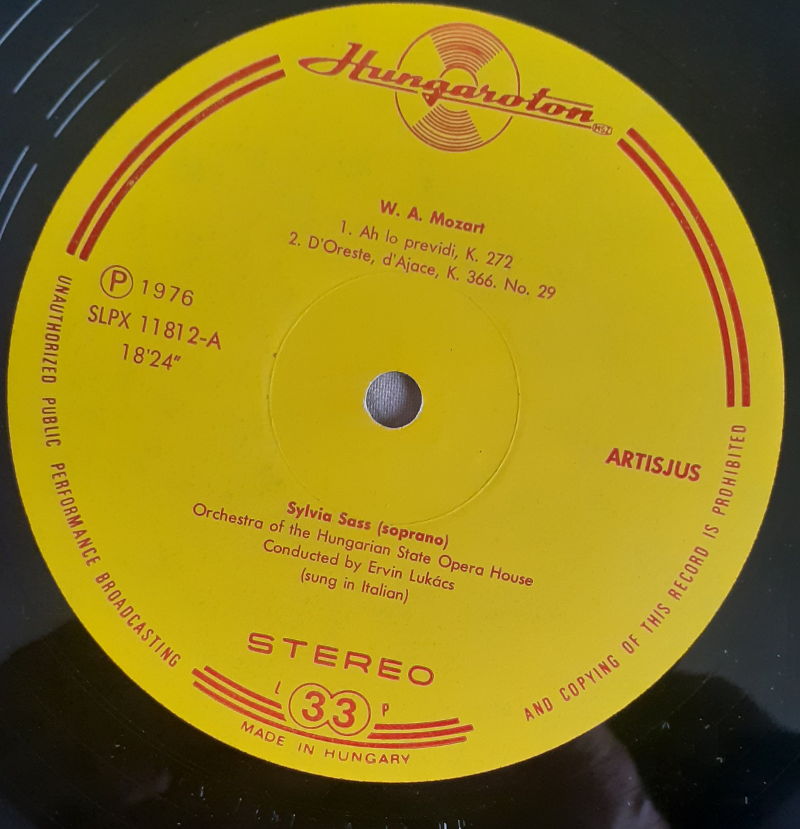 Hungaroton
MSZ
W. A. Mozart
1. Ah lo previdi, K. 272
2. D'Oreste, d'Ajace, K. 366. No. 29
Ⓟ 1976
SLPX 11812-A
18'24"
ARTISJUS
Sylvia Sass (soprano)
Orchestra of the Hungarian State Opera House
Conducted by Ervin Lukács
(sung in Italian)
STEREO
L 33 P
MADE IN HUNGARY
UNAUTHORIZED PUBLIC PERFORMANCE BROADCASTING
AND COPYING OF THIS RECORD IS PROHIBITED